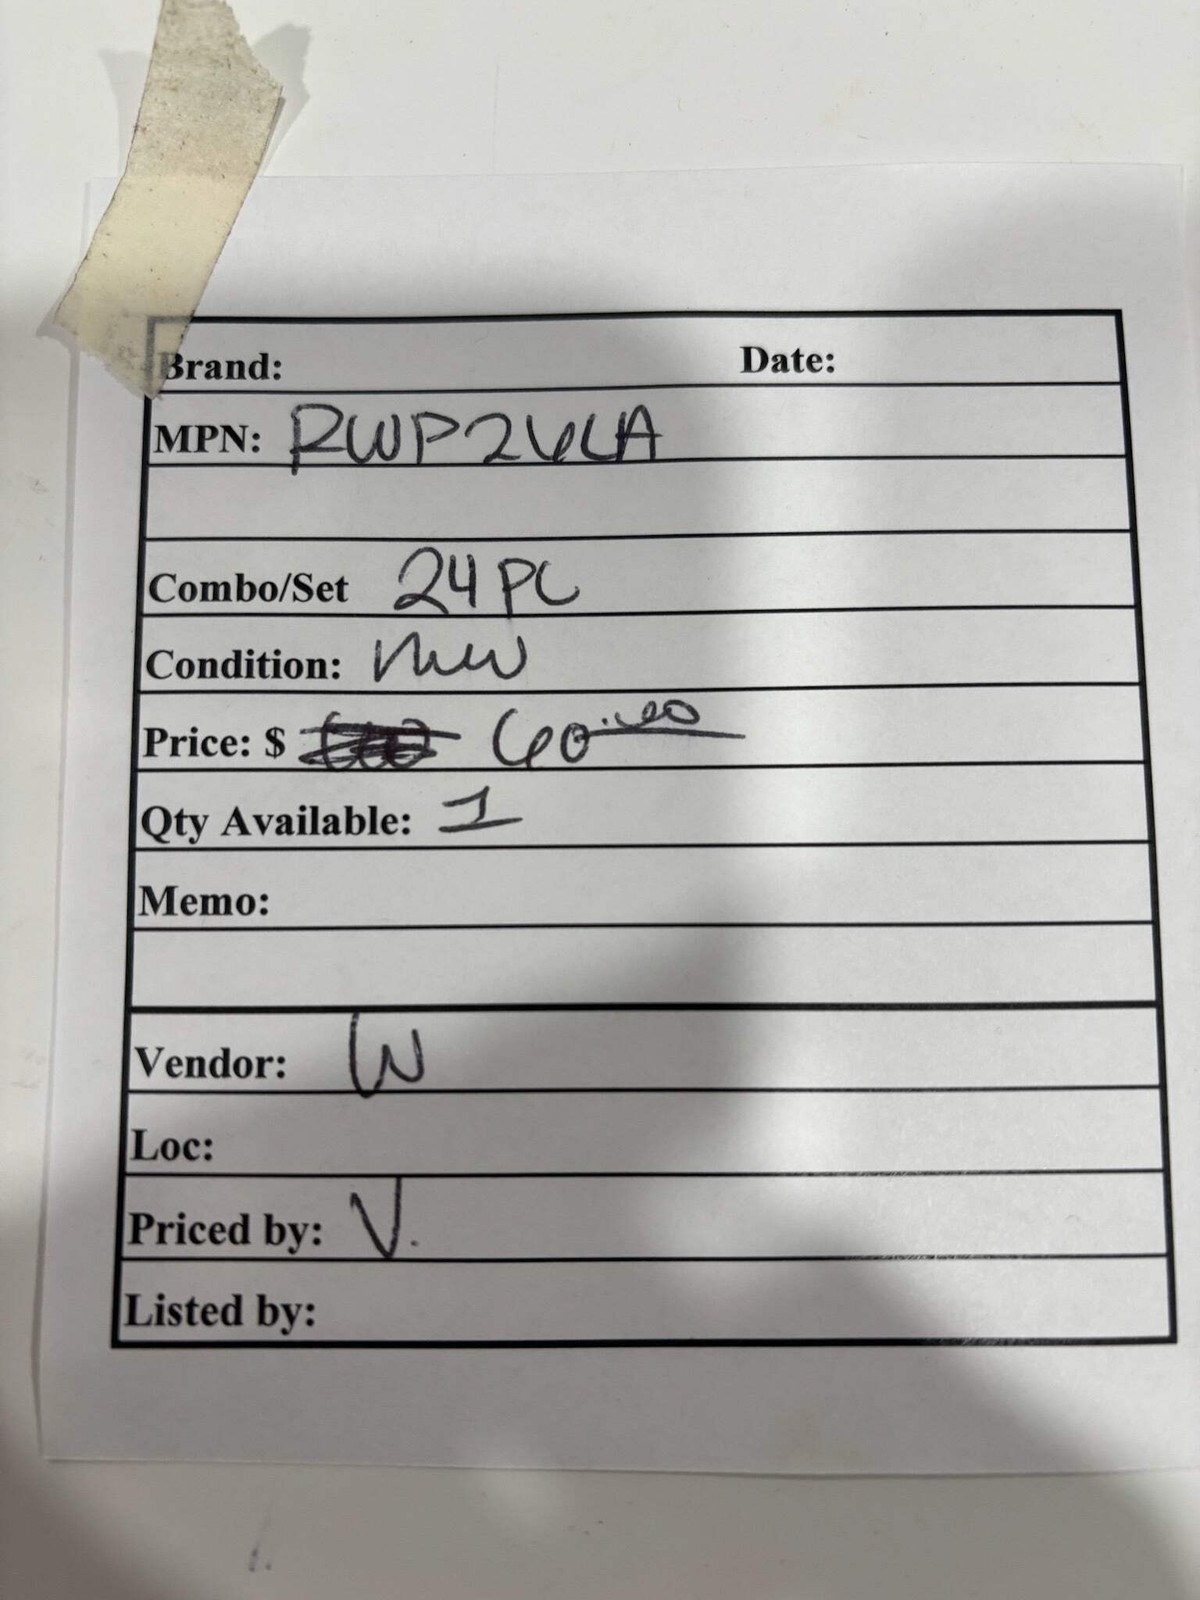 Brand: Date:
MPN: RWP26LA
Combo/Set 24 PC
Condition: New
Price: $ 60.00
Qty Available: 1
Memo:
Vendor: W
Loc:
Priced by: V.
Listed by: